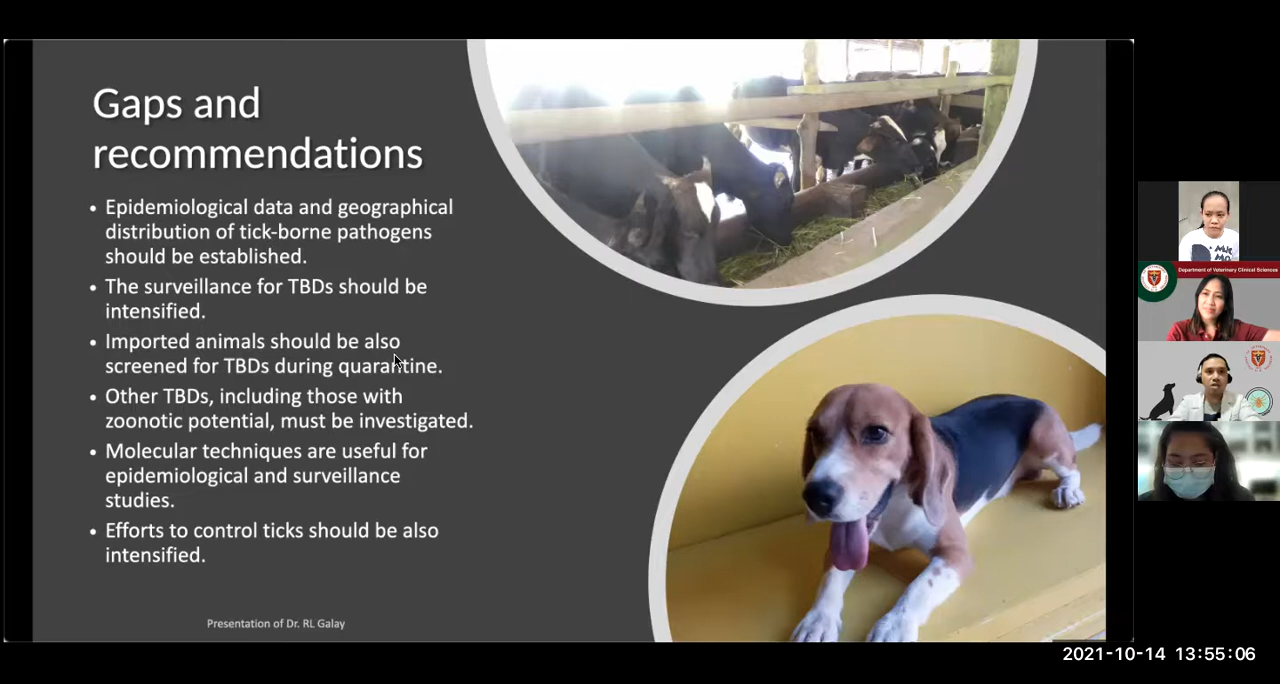 Gaps and
recommendations
• Epidemiological data and geographical
distribution of tick-borne pathogens
should be established.
• The surveillance for TBDs should be
intensified.
• Imported animals should be also
screened for TBDs during quarantine.
• Other TBDs, including those with
zoonotic potential, must be investigated.
• Molecular techniques are useful for
epidemiological and surveillance
studies.
• Efforts to control ticks should be also
intensified.
Presentation of Dr. RL Galay
Department of Veterinary Clinical Sciences
2021-10-14 13:55:06